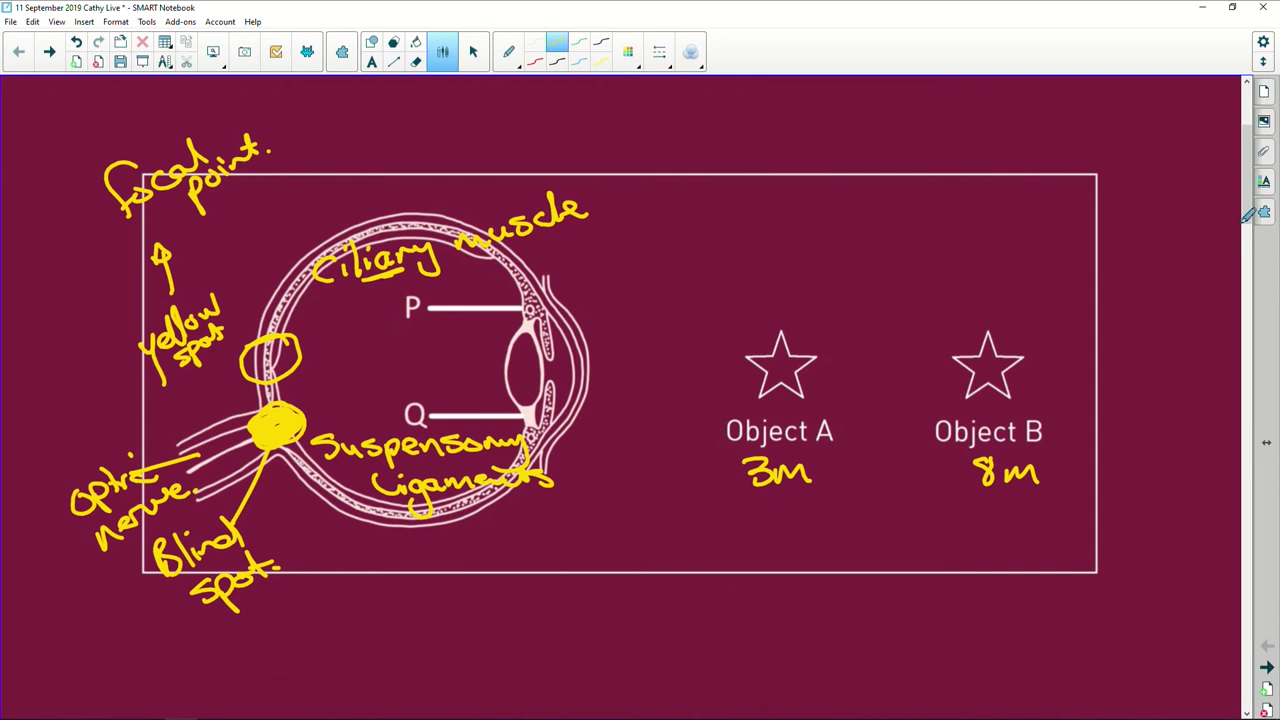 11 September 2019 Cathy Live * - SMART Notebook
File Edit View Insert Format Tools Add-ons Account Help
focal
point.
ciliary muscle
P
yellow
spot
Q
suspensory
ligaments
Object A
Object B
3m
8m
optic
nerve.
Blind
spot.